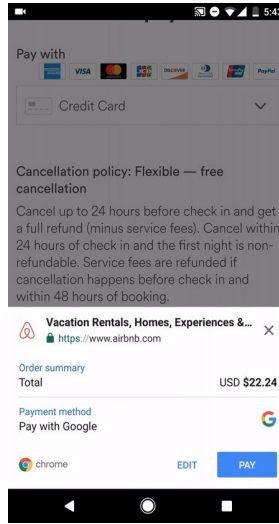 5:43
Pay with
VISA
JCB
DISCOVER
PayPal
Credit Card
Cancellation policy: Flexible — free
cancellation
Cancel up to 24 hours before check in and get
a full refund (minus service fees). Cancel within
24 hours of check in and the first night is non-
refundable. Service fees are refunded if
cancellation happens before check in and
within 48 hours of booking.
Vacation Rentals, Homes, Experiences &...
https://www.airbnb.com
Order summary
Total USD $22.24
Payment method
Pay with Google
G
chrome EDIT PAY